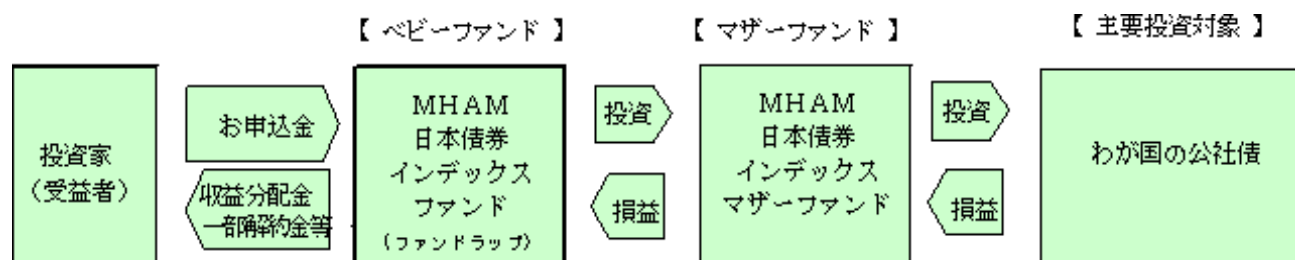 【 ベビーファンド 】
【 マザーファンド 】
【 主要投資対象 】
投資家
(受益者)
お申込金
収益分配金
一部解約金等
MHAM
日本債券
インデックス
ファンド
(ファンドラップ)
投資
損益
MHAM
日本債券
インデックス
マザーファンド
投資
損益
わが国の公社債